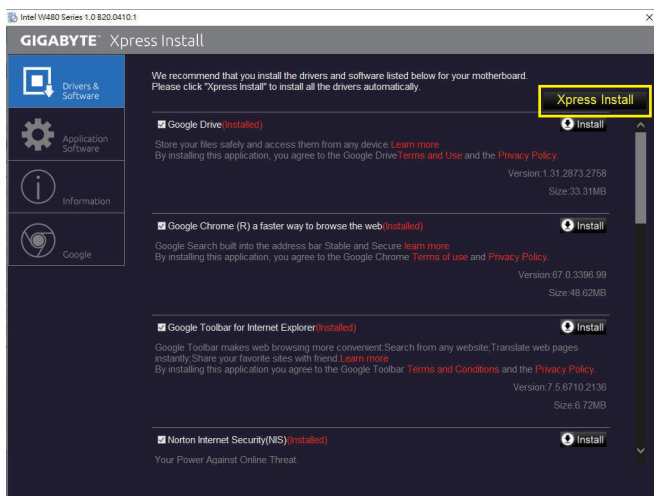 Intel W480 Series 1.0 B20.0410.1
GIGABYTE™ Xpress Install
Drivers &
Software
Application
Software
Information
Google
We recommend that you install the drivers and software listed below for your motherboard.
Please click "Xpress Install" to install all the drivers automatically.
Xpress Install
Google Drive(Installed)
Install
Store your files safely and access them from any device.Learn more
By installing this application, you agree to the Google DriveTerms and Use and the Privacy Policy.
Version:1.31.2873.2758
Size:33.31MB
Google Chrome (R) a faster way to browse the web(Installed)
Install
Google Search built into the address bar Stable and Secure learn more
By installing this application, you agree to the Google Chrome Terms of use and Privacy Policy.
Version:67.0.3396.99
Size:48.62MB
Google Toolbar for Internet Explorer(Installed)
Install
Google Toolbar makes web browsing more convenient:Search from any website;Translate web pages
instantly;Share your favorite sites with friend.Learn more
By installing this application you agree to the Google Toolbar Terms and Conditions and the Privacy Policy.
Version:7.5.6710.2136
Size:6.72MB
Norton Internet Security(NIS)(Installed)
Install
Your Power Against Online Threat.